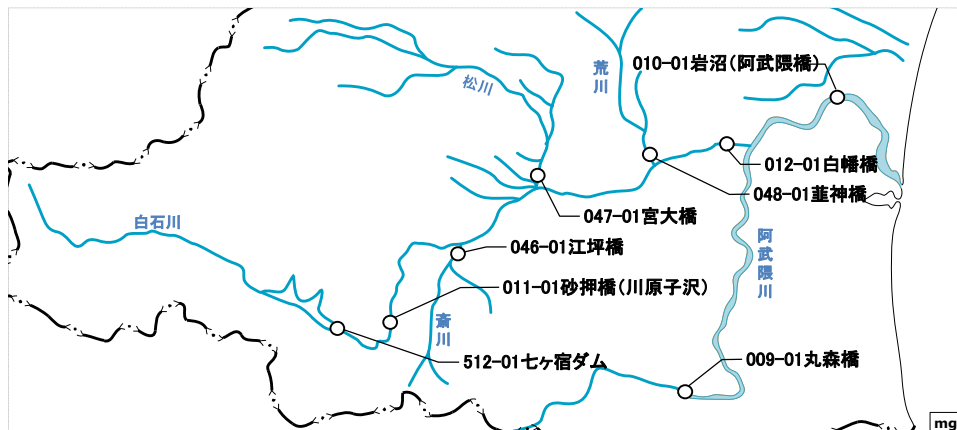 010-01岩沼(阿武隈橋)
荒川
松川
012-01白幡橋
048-01韮神橋
047-01宮大橋
白石川
046-01江坪橋
阿武隈川
011-01砂押橋(川原子沢)
斎川
512-01七ヶ宿ダム
009-01丸森橋
mg